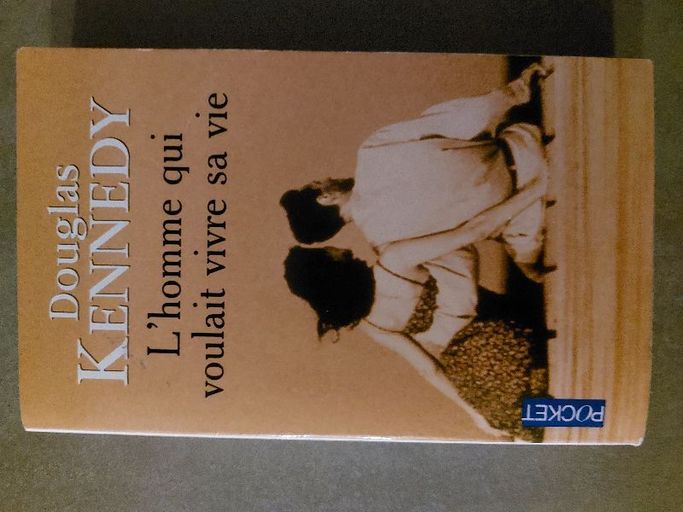 Douglas
KENNEDY
L'homme qui
voulait vivre sa vie
POCKET